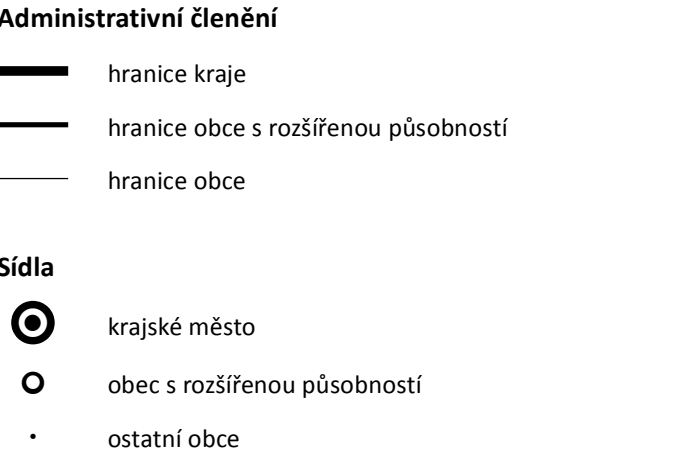 Administrativní členění
hranice kraje
hranice obce s rozšířenou působností
hranice obce
Sídla
krajské město
obec s rozšířenou působností
ostatní obce